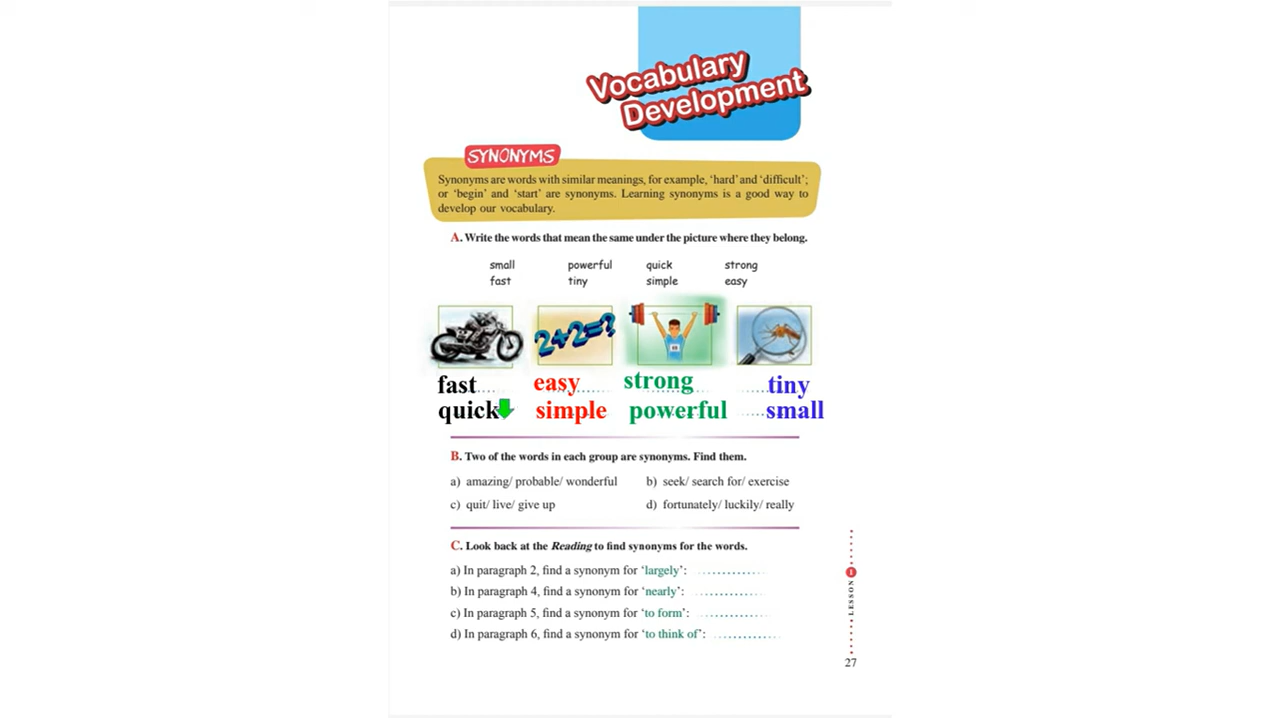 Vocabulary
Development
SYNONYMS
Synonyms are words with similar meanings, for example, ‘hard’ and ‘difficult’;
or ‘begin’ and ‘start’ are synonyms. Learning synonyms is a good way to
develop our vocabulary.
A. Write the words that mean the same under the picture where they belong.
small powerful quick strong
fast tiny simple easy
2+2=?
fast easy strong tiny
quick simple powerful small
B. Two of the words in each group are synonyms. Find them.
a) amazing/ probable/ wonderful b) seek/ search for/ exercise
c) quit/ live/ give up d) fortunately/ luckily/ really
C. Look back at the Reading to find synonyms for the words.
a) In paragraph 2, find a synonym for ‘largely’: .............
b) In paragraph 4, find a synonym for ‘nearly’: .............
c) In paragraph 5, find a synonym for ‘to form’: .............
d) In paragraph 6, find a synonym for ‘to think of’: .............
LESSON 1
27